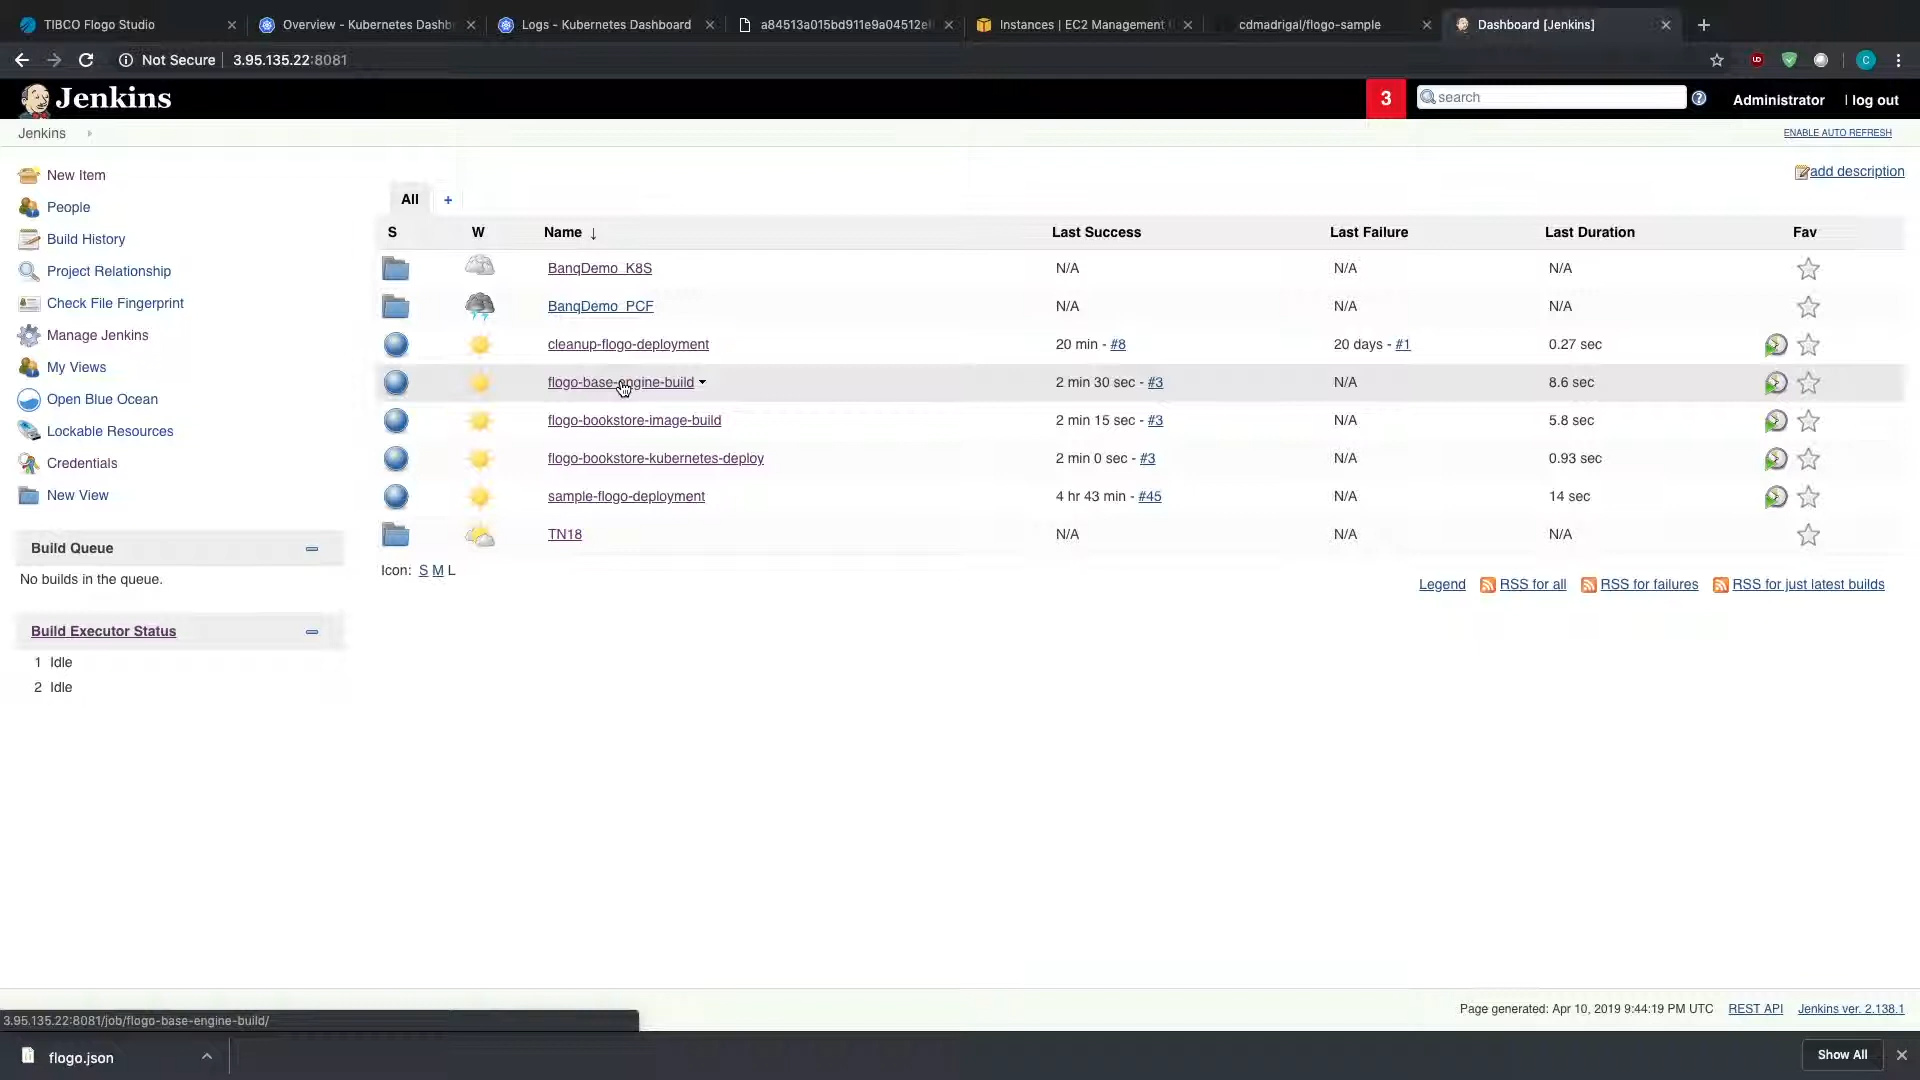 TIBCO Flogo Studio
Overview - Kubernetes Dashb
Logs - Kubernetes Dashboard
a84513a015bd911e9a04512e
Instances | EC2 Management
cdmadrigal/flogo-sample
Dashboard [Jenkins]
Not Secure 3.95.135.22:8081
C
Jenkins
3
search
Administrator | log out
Jenkins
ENABLE AUTO REFRESH
New Item
People
Build History
Project Relationship
Check File Fingerprint
Manage Jenkins
My Views
Open Blue Ocean
Lockable Resources
Credentials
New View
Build Queue
No builds in the queue.
Build Executor Status
1 Idle
2 Idle
add description
All +
S W Name ↓ Last Success Last Failure Last Duration Fav
BanqDemo_K8S N/A N/A N/A
BanqDemo_PCF N/A N/A N/A
cleanup-flogo-deployment 20 min - #8 20 days - #1 0.27 sec
flogo-base-engine-build 2 min 30 sec - #3 N/A 8.6 sec
flogo-bookstore-image-build 2 min 15 sec - #3 N/A 5.8 sec
flogo-bookstore-kubernetes-deploy 2 min 0 sec - #3 N/A 0.93 sec
sample-flogo-deployment 4 hr 43 min - #45 N/A 14 sec
TN18 N/A N/A N/A
Icon: S M L
Legend RSS for all RSS for failures RSS for just latest builds
Page generated: Apr 10, 2019 9:44:19 PM UTC REST API Jenkins ver. 2.138.1
3.95.135.22:8081/job/flogo-base-engine-build/
flogo.json
Show All